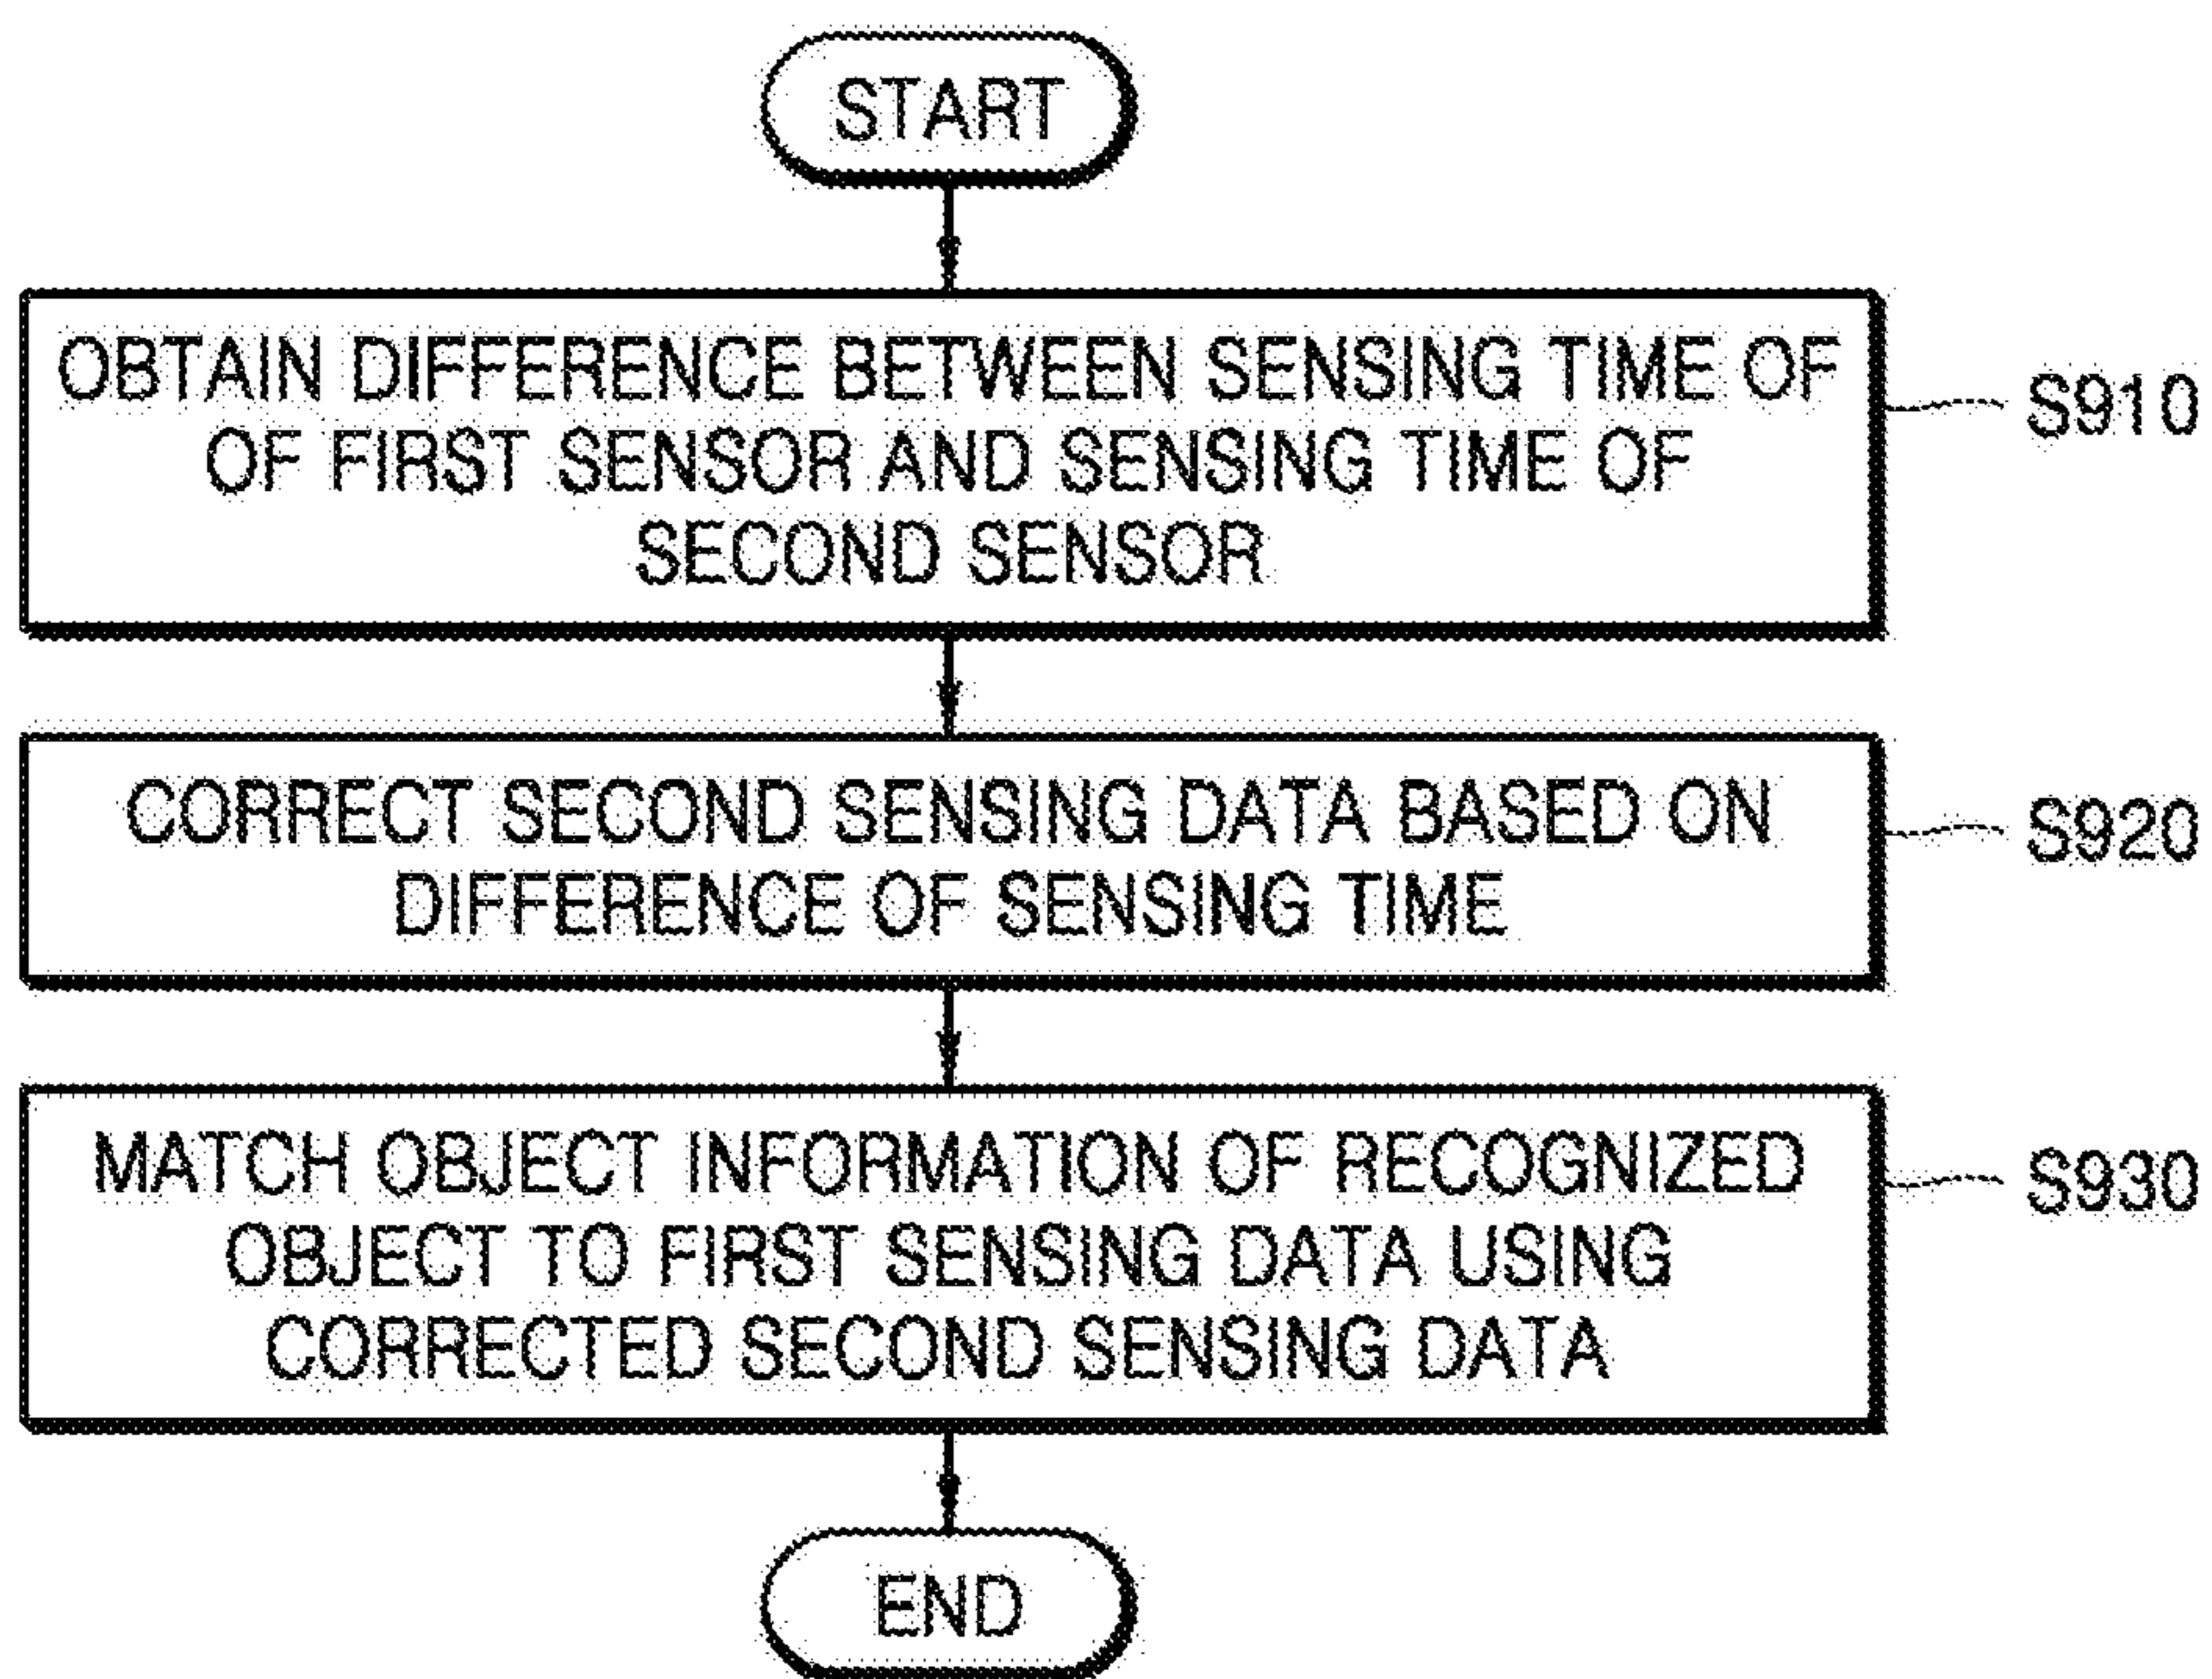 START
OBTAIN DIFFERENCE BETWEEN SENSING TIME OF
OF FIRST SENSOR AND SENSING TIME OF
SECOND SENSOR
S910
CORRECT SECOND SENSING DATA BASED ON
DIFFERENCE OF SENSING TIME
S920
MATCH OBJECT INFORMATION OF RECOGNIZED
OBJECT TO FIRST SENSING DATA USING
CORRECTED SECOND SENSING DATA
S930
END